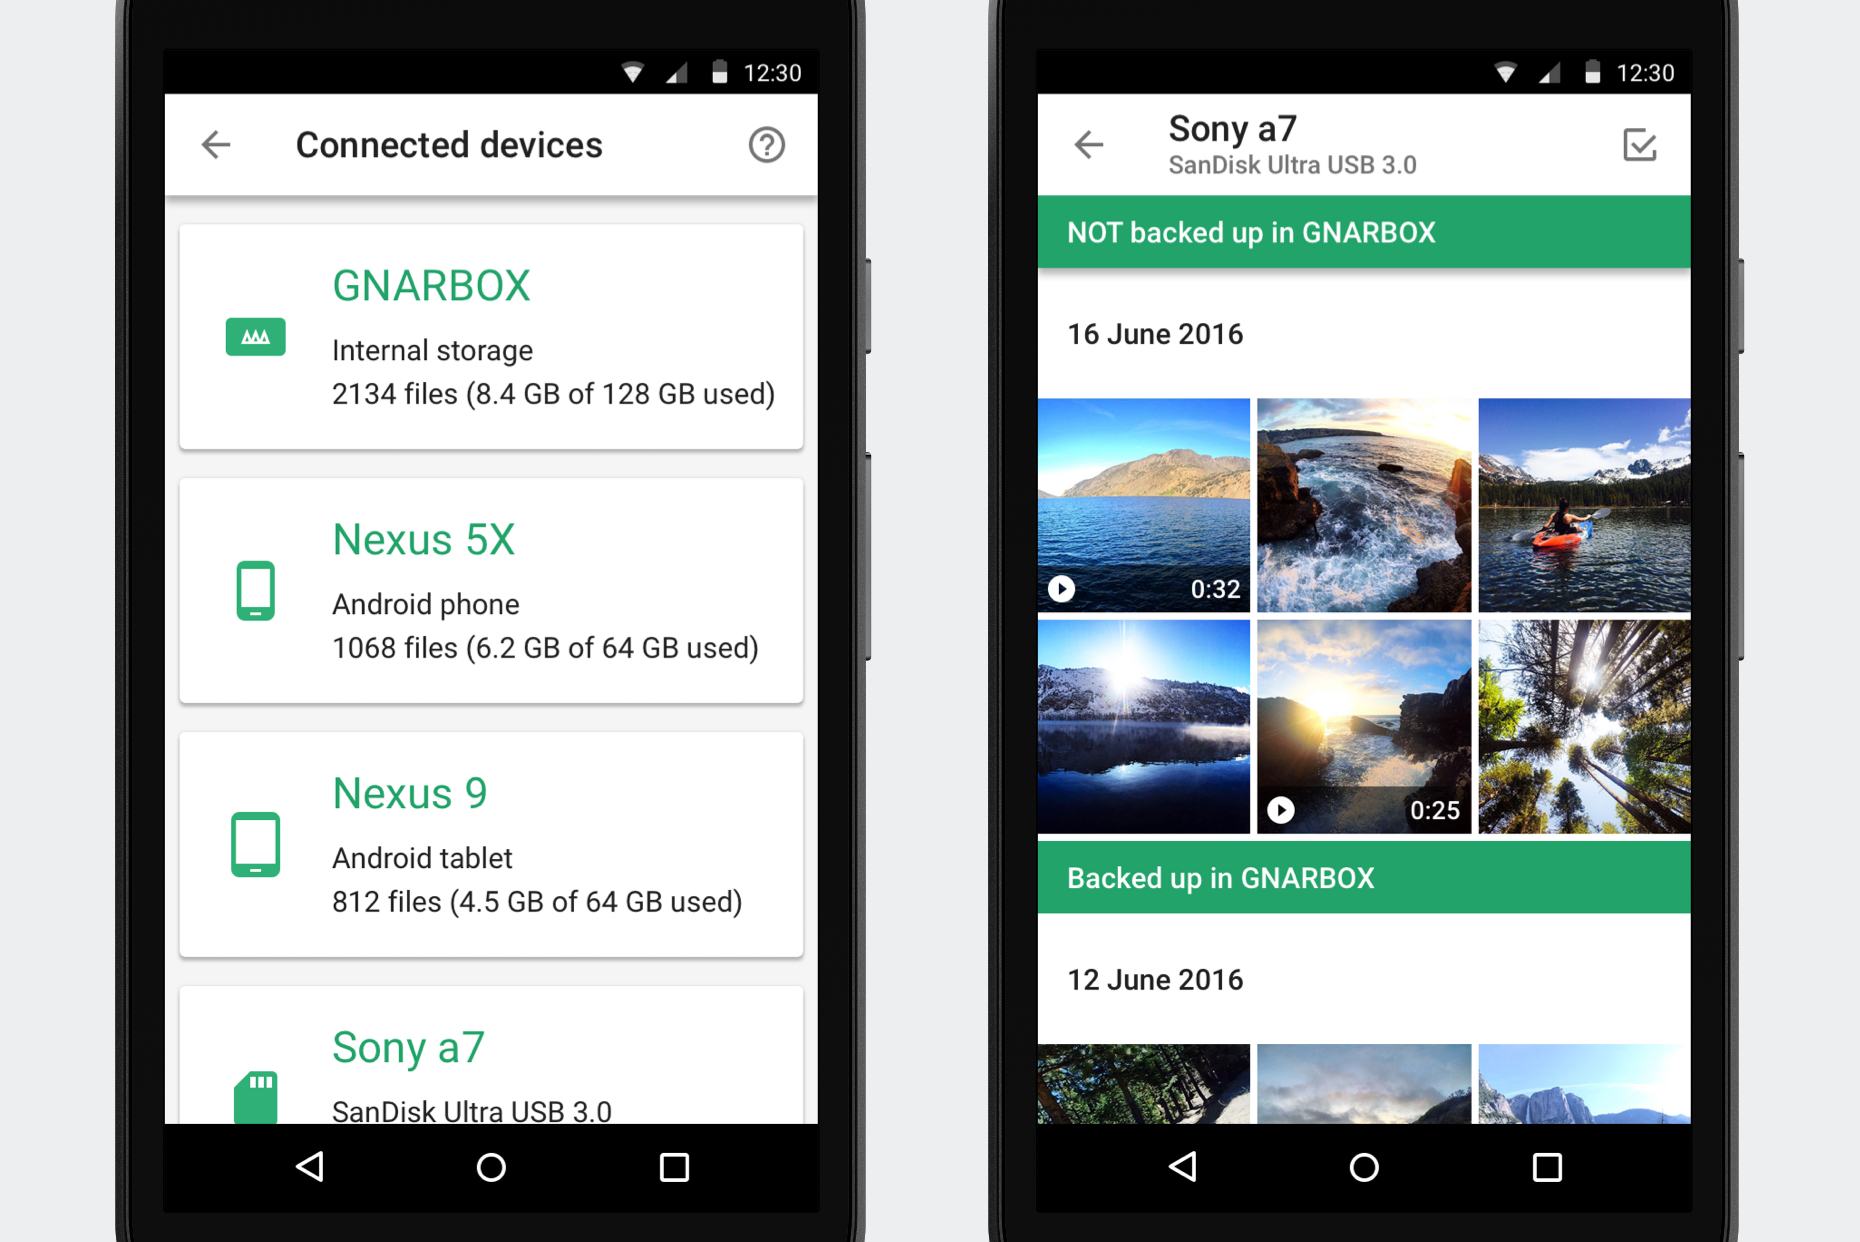 12:30
Connected devices
GNARBOX
Internal storage
2134 files (8.4 GB of 128 GB used)
Nexus 5X
Android phone
1068 files (6.2 GB of 64 GB used)
Nexus 9
Android tablet
812 files (4.5 GB of 64 GB used)
Sony a7
SanDisk Ultra USB 3.0
12:30
Sony a7
SanDisk Ultra USB 3.0
NOT backed up in GNARBOX
16 June 2016
0:32
0:25
Backed up in GNARBOX
12 June 2016